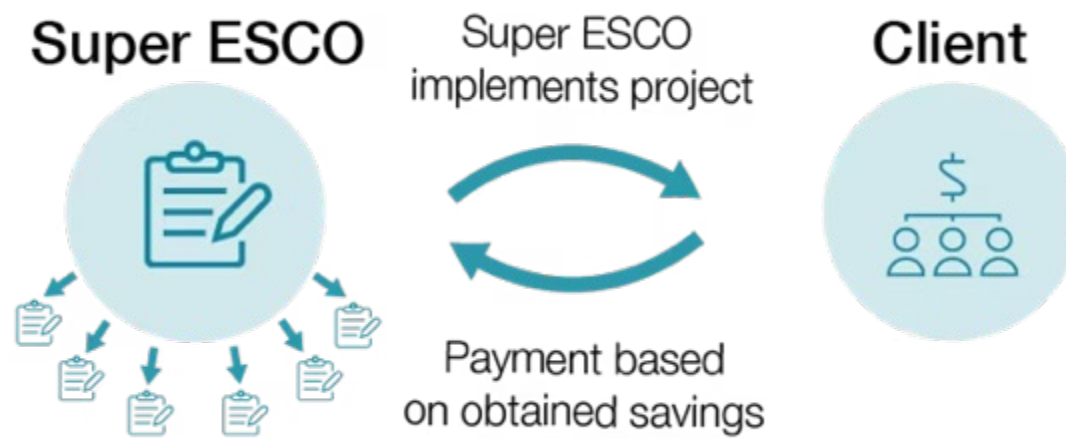 Super ESCO
Super ESCO
implements project
Client
Payment based
on obtained savings